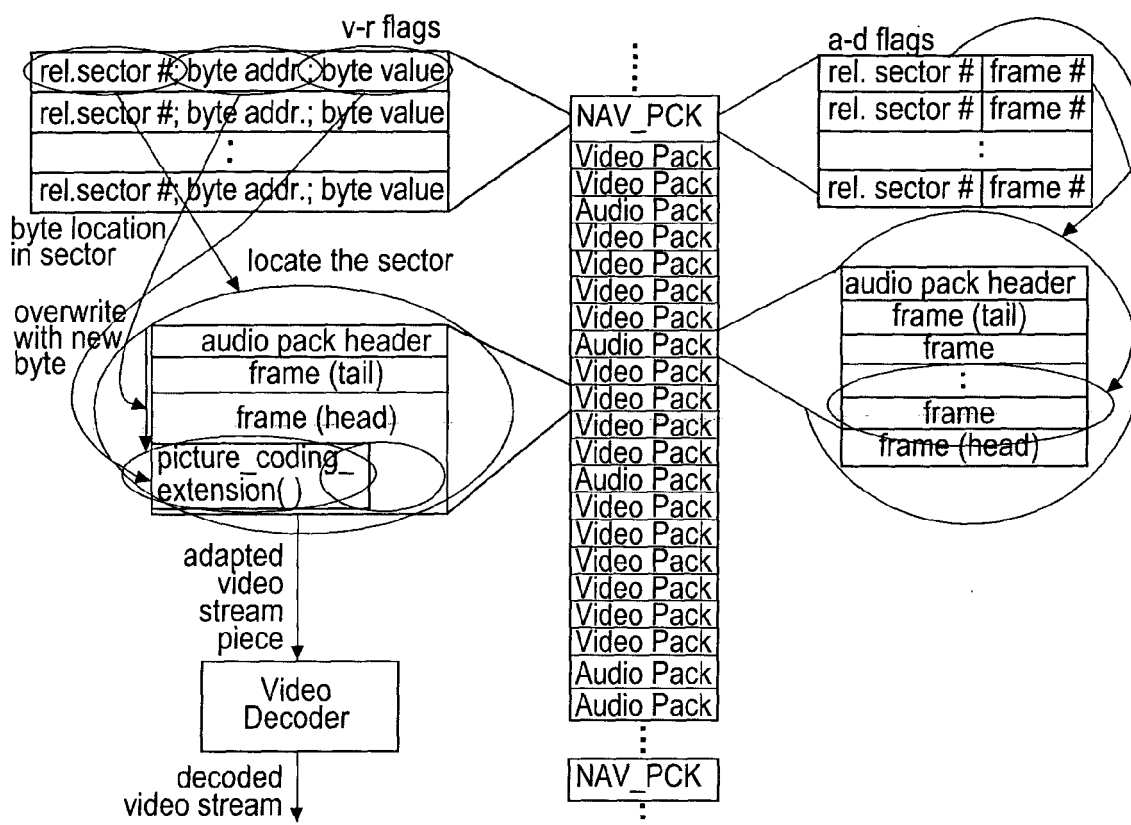 v-r flags
rel.sector #; byte addr.; byte value
rel.sector #; byte addr.; byte value
rel.sector #; byte addr.; byte value
byte location
in sector
locate the sector
overwrite
with new
byte
audio pack header
frame (tail)
frame (head)
picture_coding_
extension( )
adapted
video
stream
piece
Video
Decoder
decoded
video stream
NAV_PCK
Video Pack
Video Pack
Audio Pack
Video Pack
Video Pack
Video Pack
Video Pack
Audio Pack
Video Pack
Video Pack
Video Pack
Video Pack
Audio Pack
Video Pack
Video Pack
Video Pack
Video Pack
Video Pack
Video Pack
Audio Pack
Audio Pack
NAV_PCK
a-d flags
rel. sector # frame #
rel. sector # frame #
rel. sector # frame #
audio pack header
frame (tail)
frame
frame
frame (head)